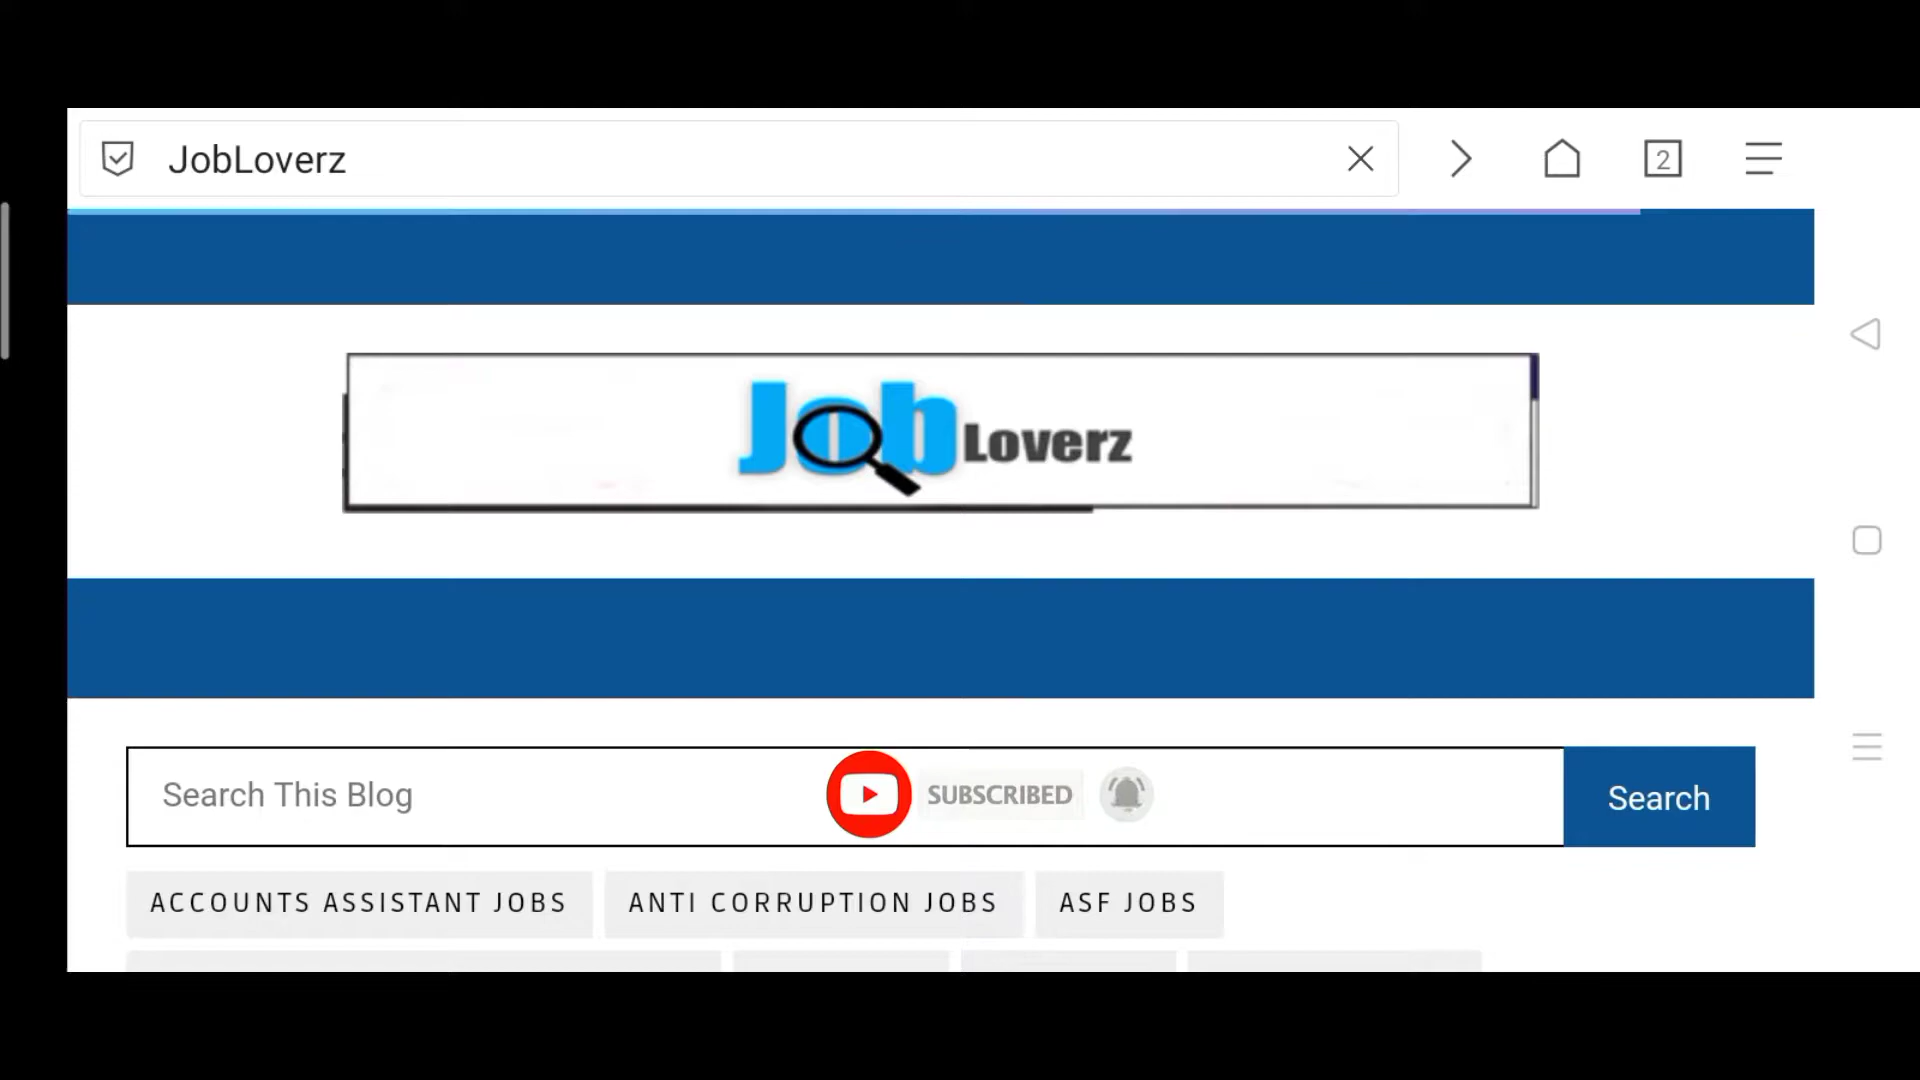 JobLoverz
2
Job Loverz
Search This Blog
SUBSCRIBED
Search
ACCOUNTS ASSISTANT JOBS
ANTI CORRUPTION JOBS
ASF JOBS